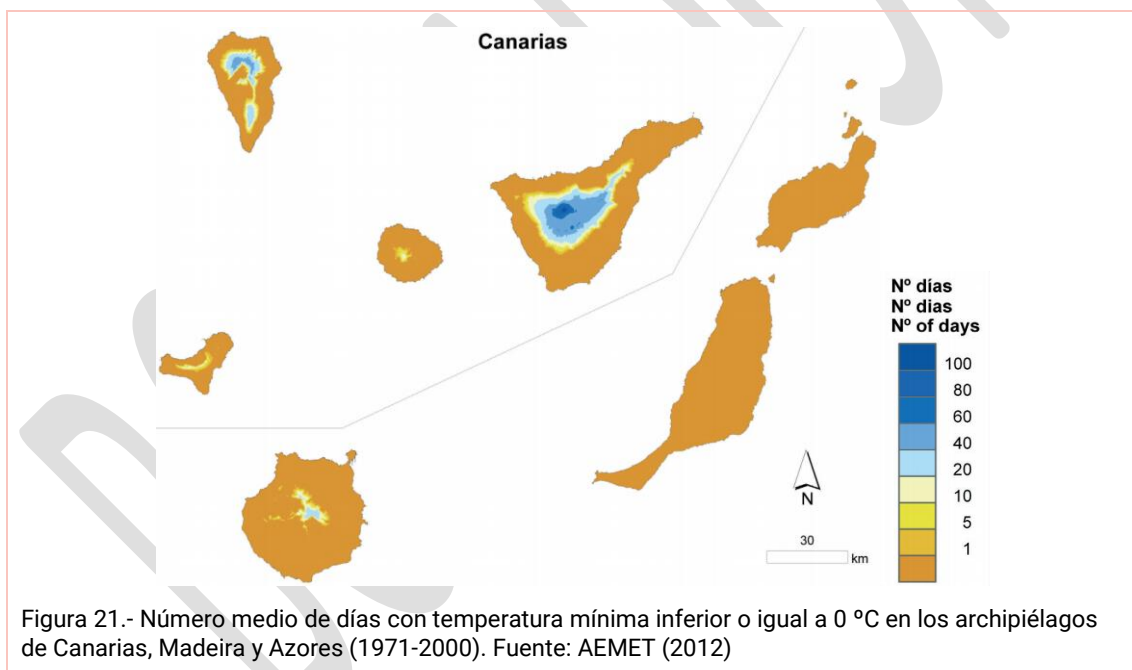 Canarias
Nº días
Nº dias
Nº of days
100
80
60
40
20
10
5
1
N
30
km
Figura 21.- Número medio de días con temperatura mínima inferior o igual a 0 ºC en los archipiélagos
de Canarias, Madeira y Azores (1971-2000). Fuente: AEMET (2012)